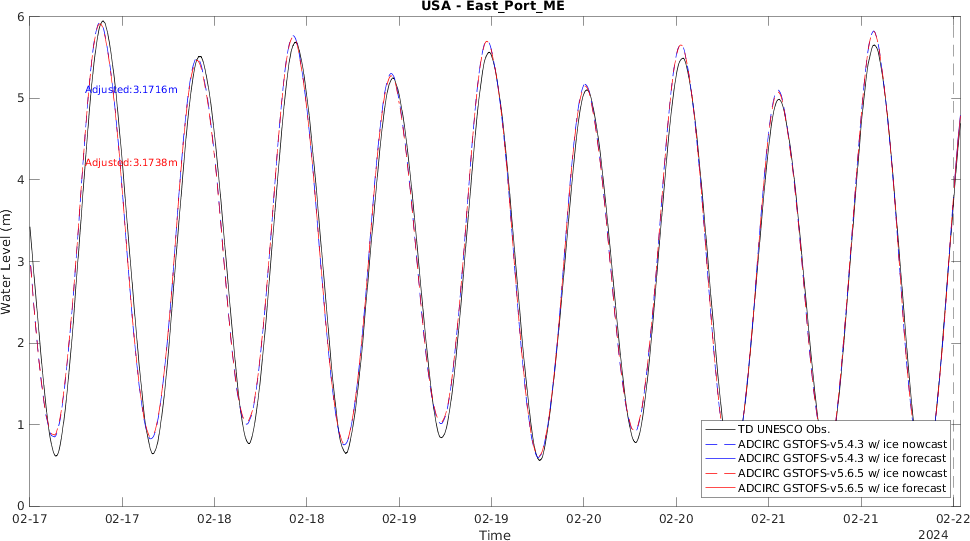 USA - East_Port_ME
6
5
4
3
2
1
0
Water Level (m)
Adjusted:3.1716m
Adjusted:3.1738m
TD UNESCO Obs.
ADCIRC GSTOFS-v5.4.3 w/ ice nowcast
ADCIRC GSTOFS-v5.4.3 w/ ice forecast
ADCIRC GSTOFS-v5.6.5 w/ ice nowcast
ADCIRC GSTOFS-v5.6.5 w/ ice forecast
02-17 02-17 02-18 02-18 02-19 02-19 02-20 02-20 02-21 02-21 02-22
Time
2024